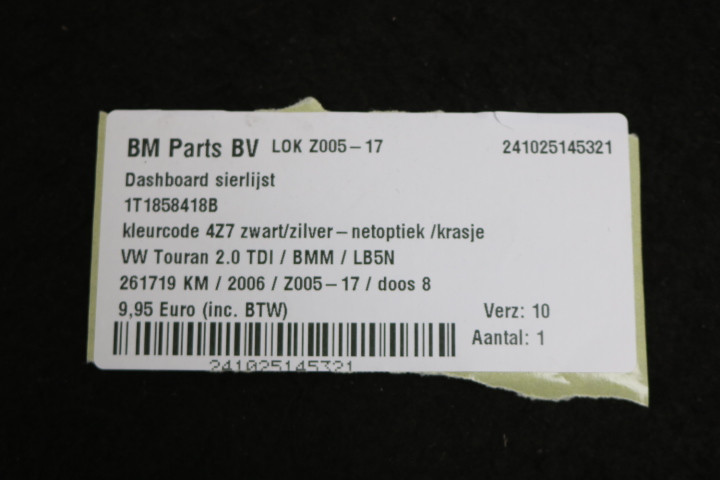 BM Parts BV LOK Z005-17 241025145321
Dashboard sierlijst
1T1858418B
kleurcode 4Z7 zwart/zilver - netoptiek /krasje
VW Touran 2.0 TDI / BMM / LB5N
261719 KM / 2006 / Z005-17 / doos 8
9,95 Euro (inc. BTW) Verz: 10
Aantal: 1
241025145321